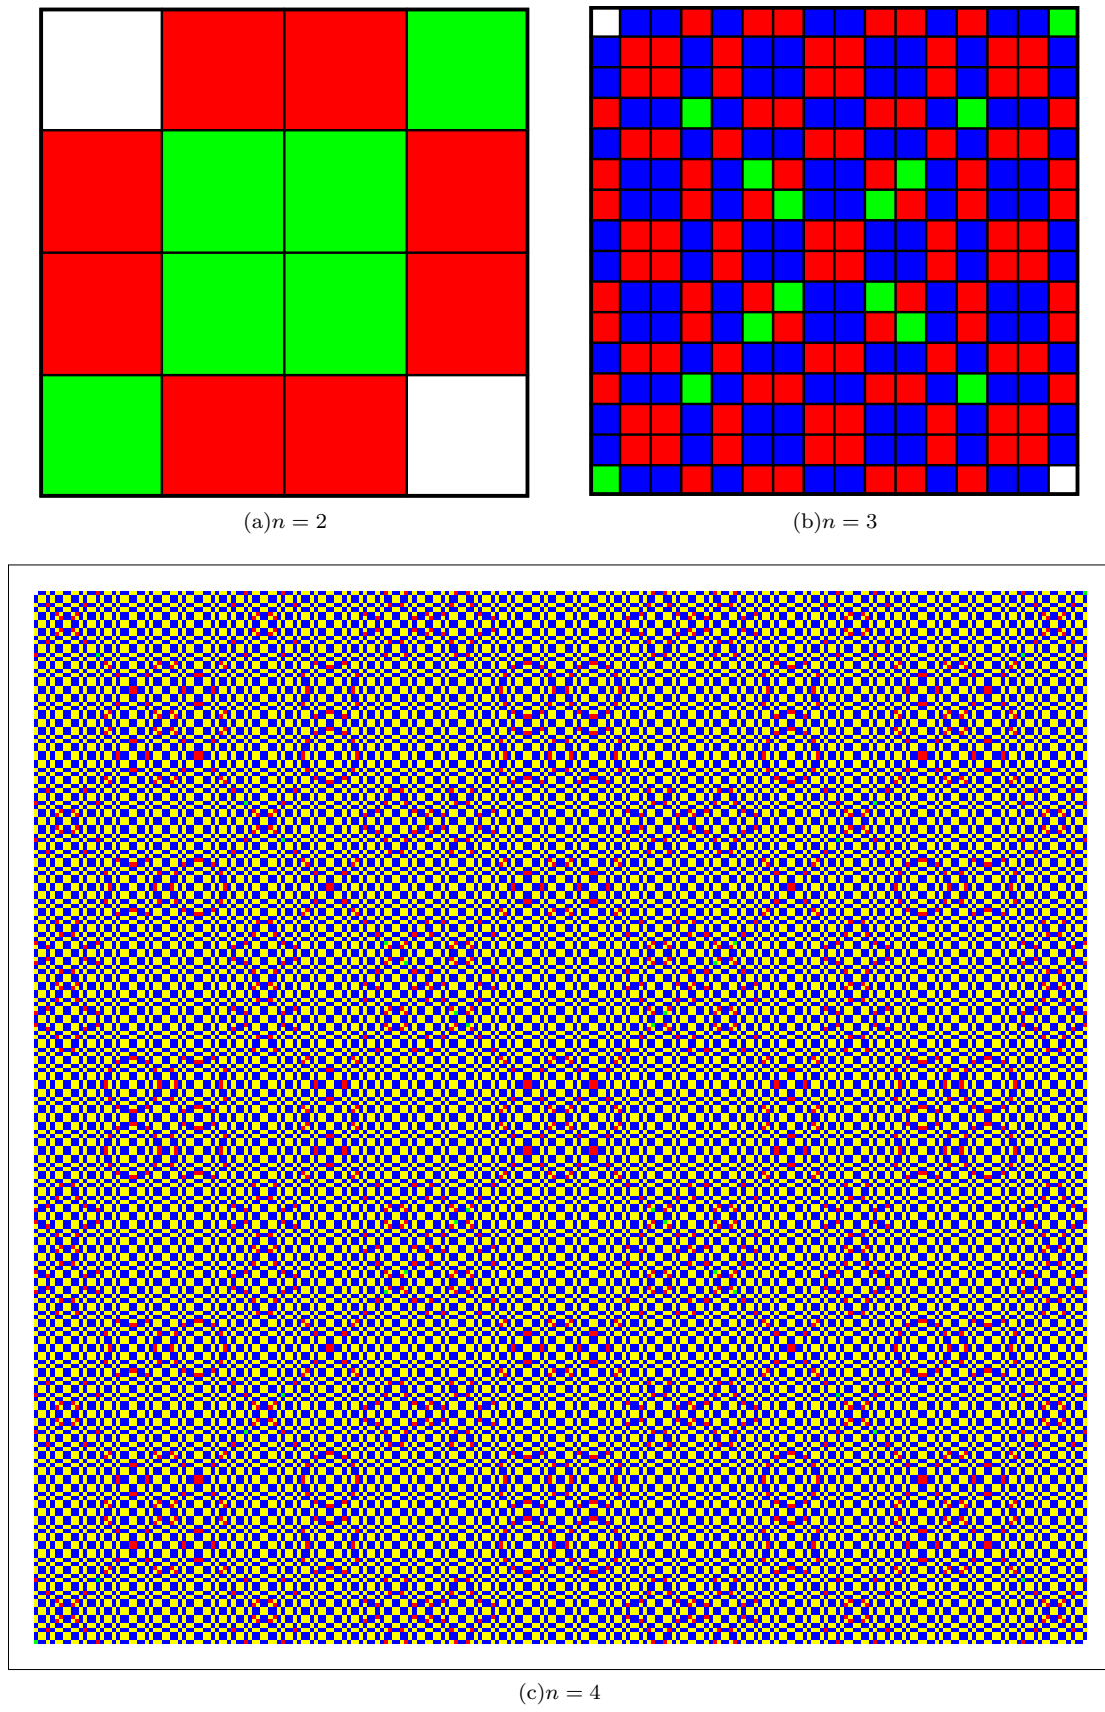 (a)n = 2
(b)n = 3
(c)n = 4